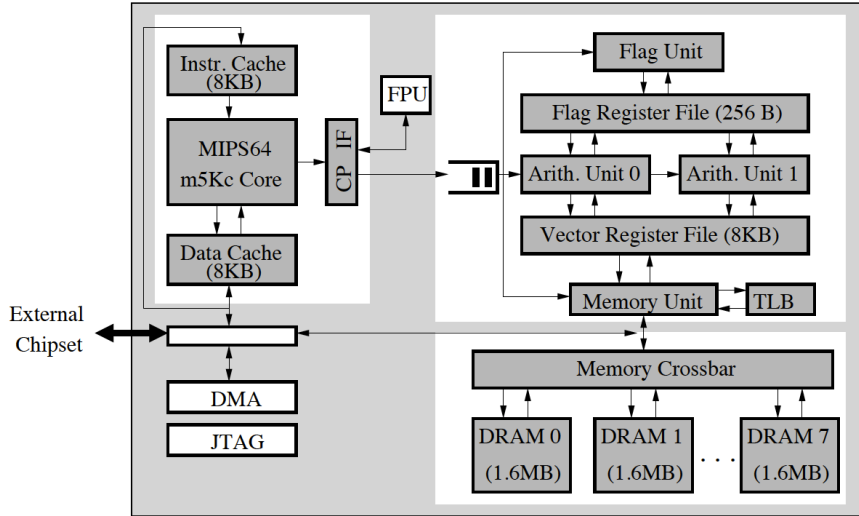 Instr. Cache
(8KB)
MIPS64
m5Kc Core
Data Cache
(8KB)
CP IF
FPU
Flag Unit
Flag Register File (256 B)
Arith. Unit 0
Arith. Unit 1
Vector Register File (8KB)
Memory Unit
TLB
External
Chipset
DMA
JTAG
Memory Crossbar
DRAM 0
(1.6MB)
DRAM 1
(1.6MB)
. . .
DRAM 7
(1.6MB)